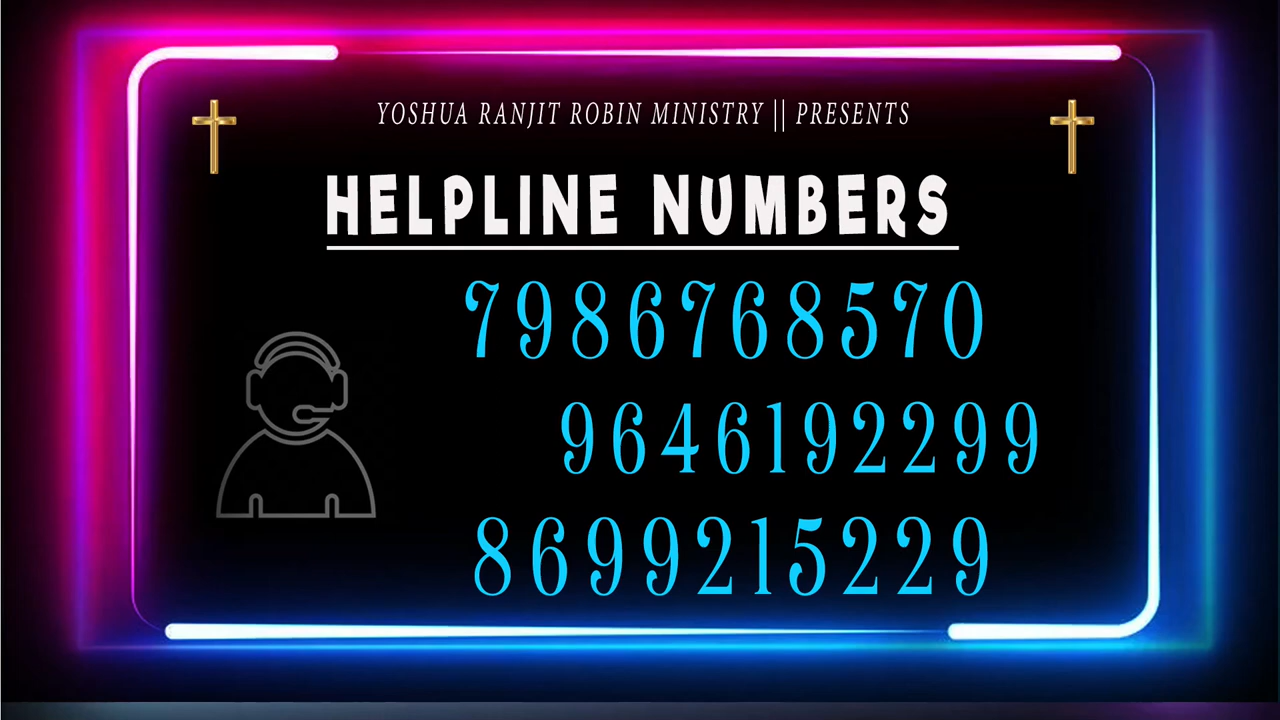 YOSHUA RANJIT ROBIN MINISTRY || PRESENTS
HELPLINE NUMBERS
7986768570
9646192299
8699215229